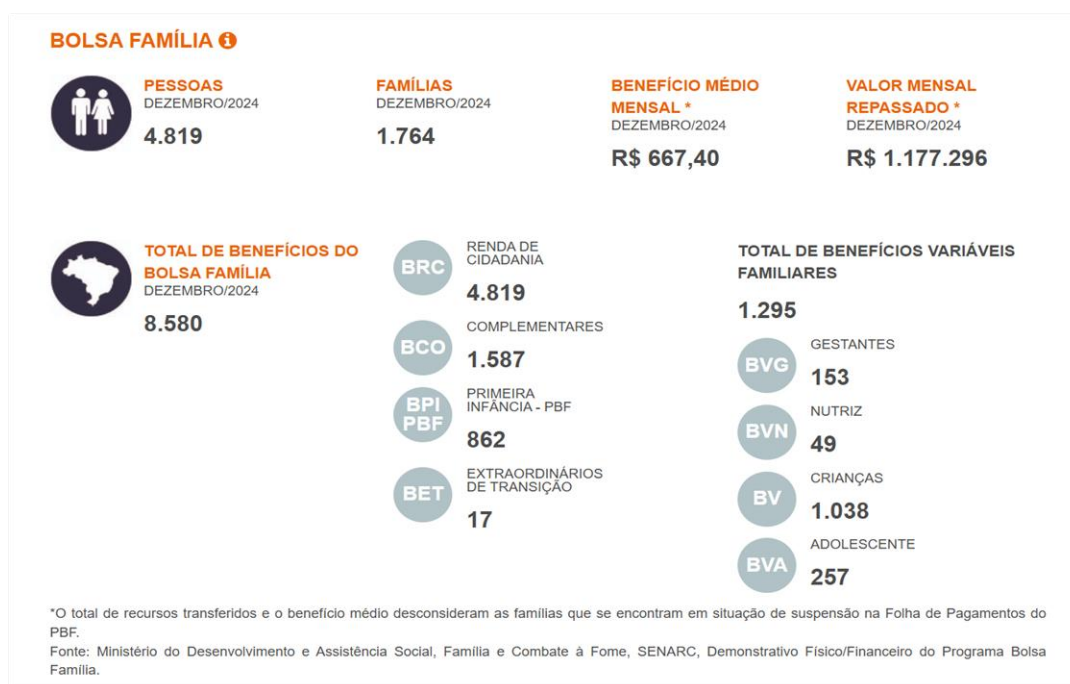 BOLSA FAMÍLIA
PESSOAS
DEZEMBRO/2024
4.819
FAMÍLIAS
DEZEMBRO/2024
1.764
BENEFÍCIO MÉDIO
MENSAL *
DEZEMBRO/2024
R$ 667,40
VALOR MENSAL
REPASSADO *
DEZEMBRO/2024
R$ 1.177.296
TOTAL DE BENEFÍCIOS DO
BOLSA FAMÍLIA
DEZEMBRO/2024
8.580
BRC
RENDA DE
CIDADANIA
4.819
BCO
COMPLEMENTARES
1.587
BPI
PBF
PRIMEIRA
INFÂNCIA - PBF
862
BET
EXTRAORDINÁRIOS
DE TRANSIÇÃO
17
TOTAL DE BENEFÍCIOS VARIÁVEIS
FAMILIARES
1.295
BVG
GESTANTES
153
BVN
NUTRIZ
49
BV
CRIANÇAS
1.038
BVA
ADOLESCENTE
257
*O total de recursos transferidos e o benefício médio desconsideram as famílias que se encontram em situação de suspensão na Folha de Pagamentos do
PBF.
Fonte: Ministério do Desenvolvimento e Assistência Social, Família e Combate à Fome, SENARC, Demonstrativo Físico/Financeiro do Programa Bolsa
Família.